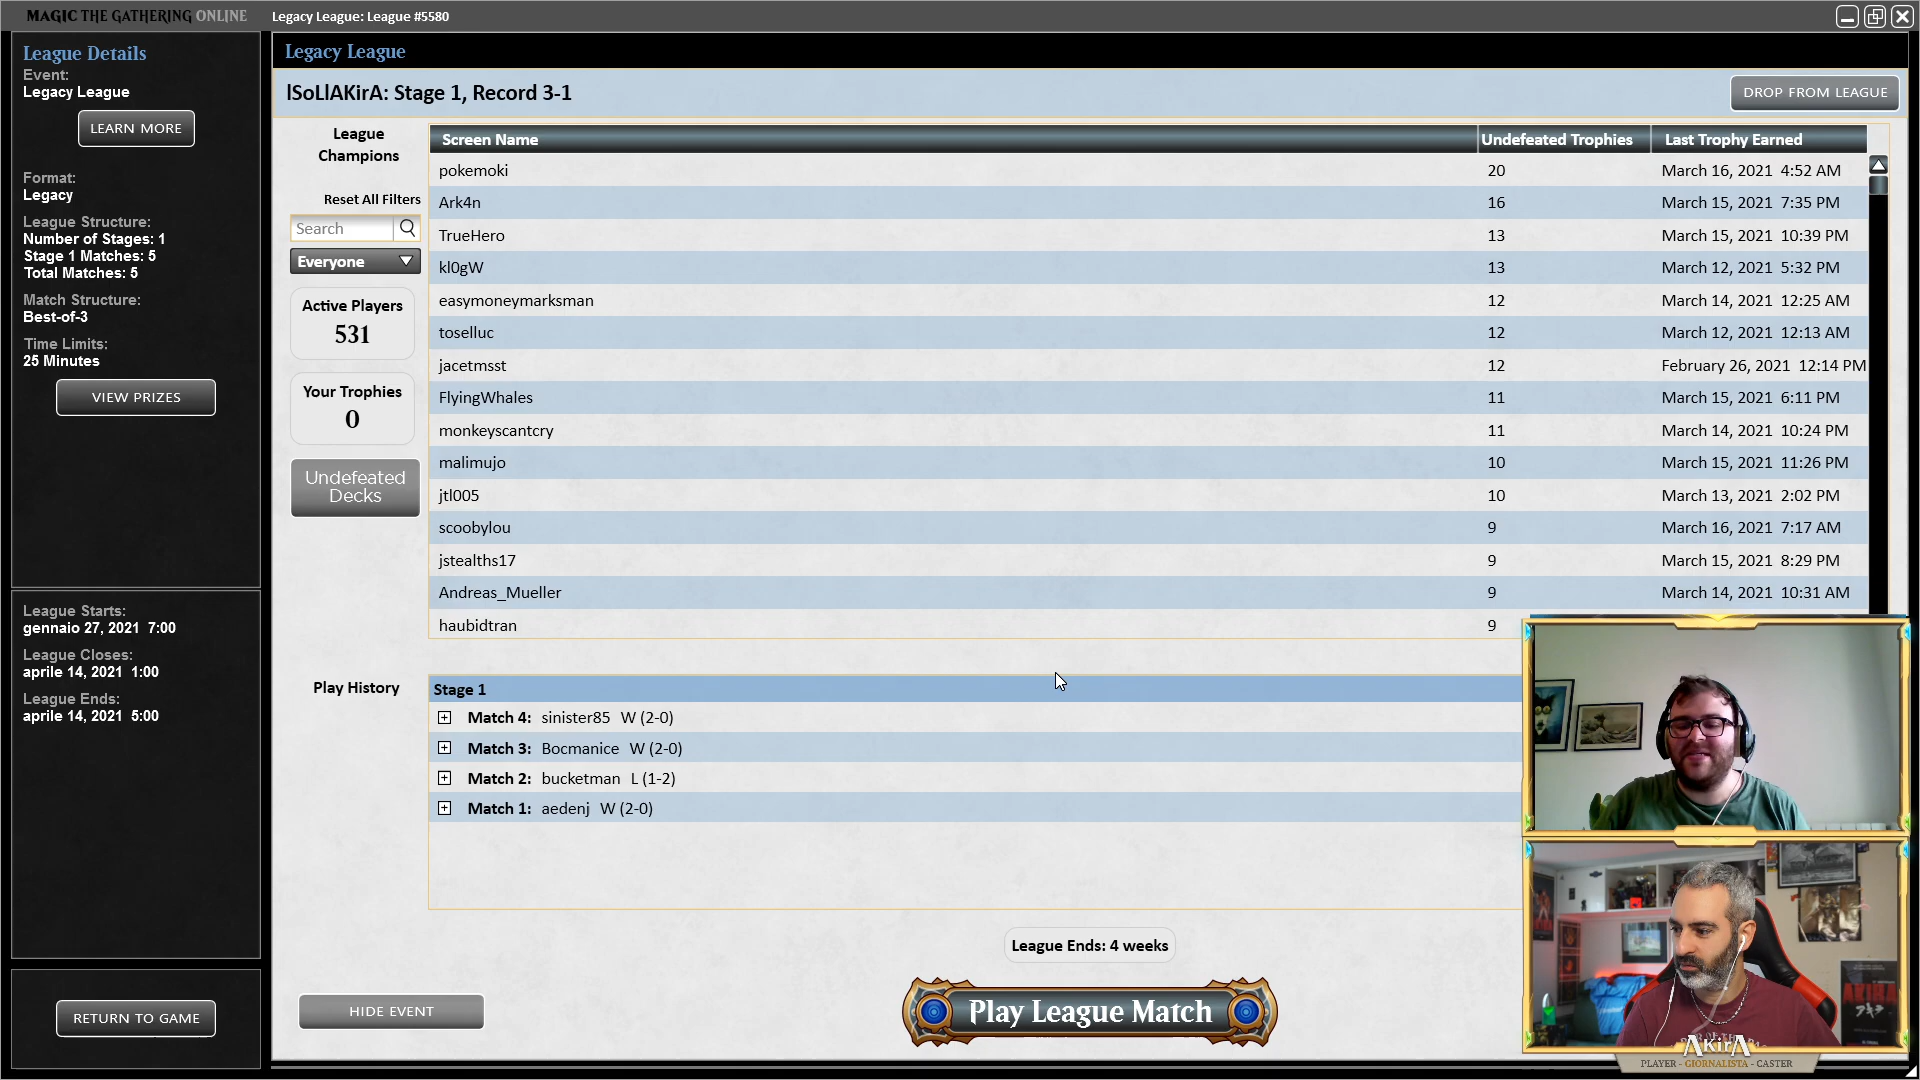 MAGIC THE GATHERING ONLINE
Legacy League: League #5580
League Details
Event:
Legacy League
LEARN MORE
Format:
Legacy
League Structure:
Number of Stages: 1
Stage 1 Matches: 5
Total Matches: 5
Match Structure:
Best-of-3
Time Limits:
25 Minutes
VIEW PRIZES
League Starts:
gennaio 27, 2021 7:00
League Closes:
aprile 14, 2021 1:00
League Ends:
aprile 14, 2021 5:00
RETURN TO GAME
Legacy League
lSoLlAKirA: Stage 1, Record 3-1
DROP FROM LEAGUE
League
Champions
Reset All Filters
Search
Everyone
Active Players
531
Your Trophies
0
Undefeated
Decks
Screen Name Undefeated Trophies Last Trophy Earned
pokemoki 20 March 16, 2021 4:52 AM
Ark4n 16 March 15, 2021 7:35 PM
TrueHero 13 March 15, 2021 10:39 PM
kl0gW 13 March 12, 2021 5:32 PM
easymoneymarksman 12 March 14, 2021 12:25 AM
toselluc 12 March 12, 2021 12:13 AM
jacetmsst 12 February 26, 2021 12:14 PM
FlyingWhales 11 March 15, 2021 6:11 PM
monkeyscantcry 11 March 14, 2021 10:24 PM
malimujo 10 March 15, 2021 11:26 PM
jtl005 10 March 13, 2021 2:02 PM
scoobylou 9 March 16, 2021 7:17 AM
jstealths17 9 March 15, 2021 8:29 PM
Andreas_Mueller 9 March 14, 2021 10:31 AM
haubidtran 9
Play History
Stage 1
Match 4: sinister85 W (2-0)
Match 3: Bocmanice W (2-0)
Match 2: bucketman L (1-2)
Match 1: aedenj W (2-0)
League Ends: 4 weeks
HIDE EVENT
Play League Match
AKirA
PLAYER - GIORNALISTA - CASTER